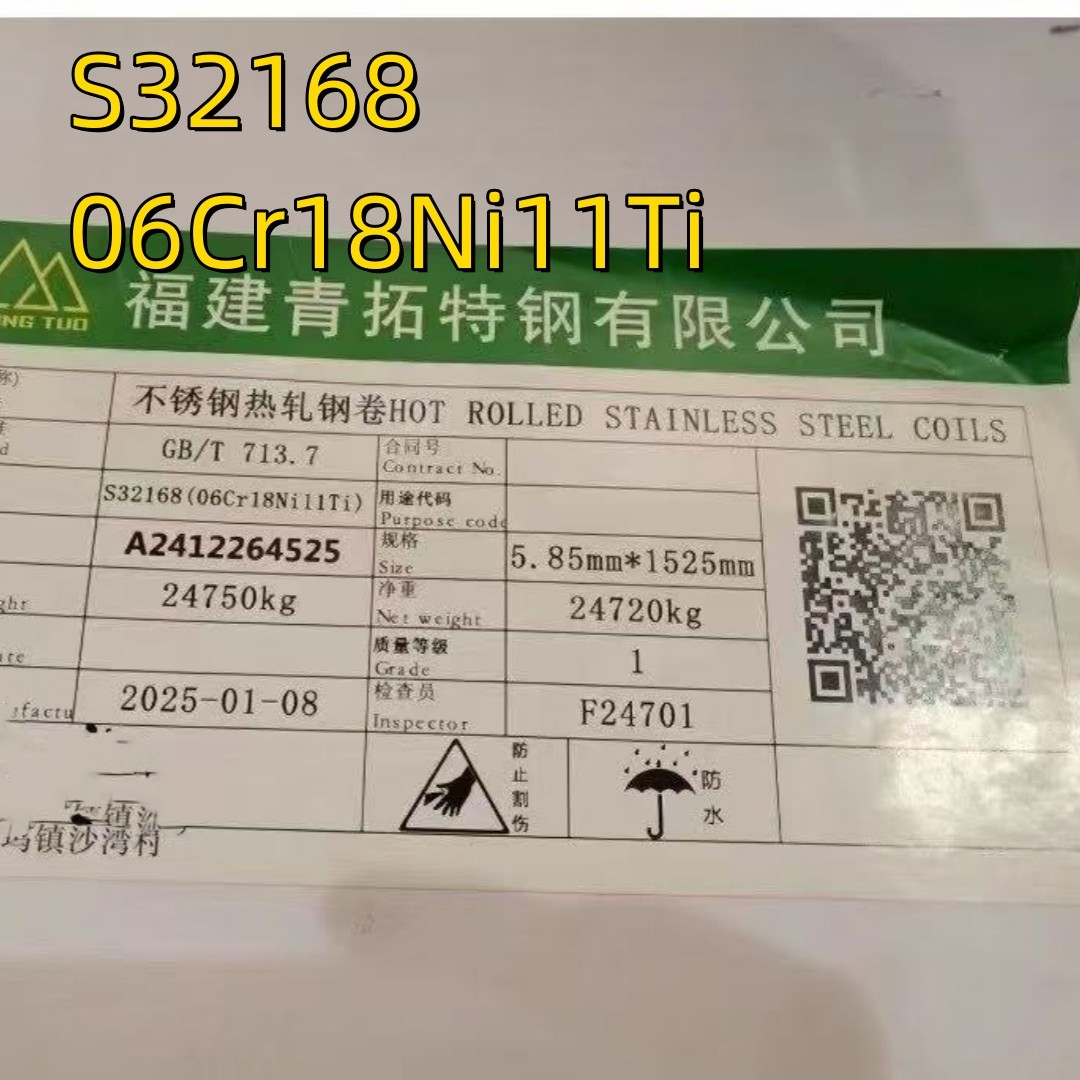 S32168
06Cr18Ni11Ti
NG TUO
福建青拓特钢有限公司
称)
不锈钢热轧钢卷HOT ROLLED STAINLESS STEEL COILS
GB/T 713.7
合同号
Contract No.
S32168(06Cr18Ni11Ti)
用途代码
Purpose code
A2412264525
规格
Size
5.85mm*1525mm
ght
24750kg
净重
Net weight
24720kg
质量等级
Grade
1
2025-01-08
检查员
Inspector
F24701
防止割伤
防水
镇沙湾村